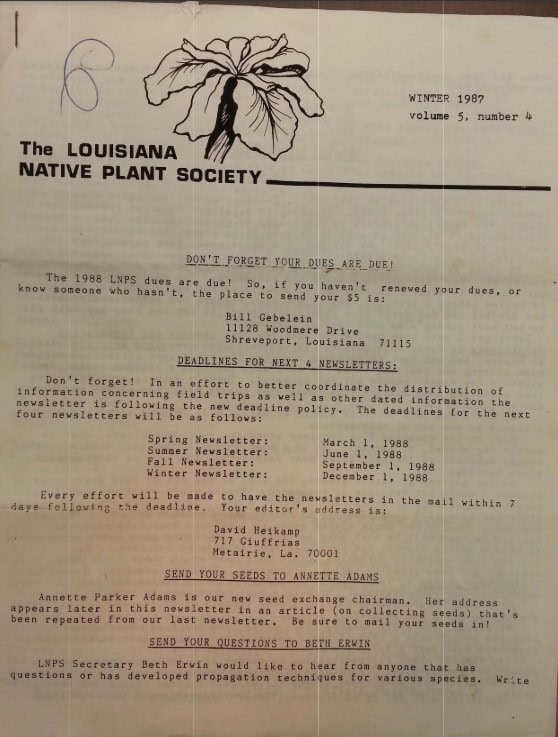 6
WINTER 1987
volume 5, number 4
The LOUISIANA
NATIVE PLANT SOCIETY
DON'T FORGET YOUR DUES ARE DUE!
The 1988 LNPS dues are due! So, if you haven't renewed your dues, or
know someone who hasn't, the place to send your $5 is:
Bill Gebelein
11128 Woodmere Drive
Shreveport, Louisiana 71115
DEADLINES FOR NEXT 4 NEWSLETTERS:
Don't forget! In an effort to better coordinate the distribution of
information concerning field trips as well as other dated information the
newsletter is following the new deadline policy. The deadlines for the next
four newsletters will be as follows:
Spring Newsletter: March 1, 1988
Summer Newsletter: June 1, 1988
Fall Newsletter: September 1, 1988
Winter Newsletter: December 1, 1988
Every effort will be made to have the newsletters in the mail within 7
days following the deadline. Your editor's address is:
David Heikamp
717 Giuffrias
Metairie, La. 70001
SEND YOUR SEEDS TO ANNETTE ADAMS
Annette Parker Adams is our new seed exchange chairman. Her address
appears later in this newsletter in an article (on collecting seeds) that's
been repeated from our last newsletter. Be sure to mail your seeds in!
SEND YOUR QUESTIONS TO BETH ERWIN
LNPS Secretary Beth Erwin would like to hear from anyone that has
questions or has developed propagation techniques for various species. Write